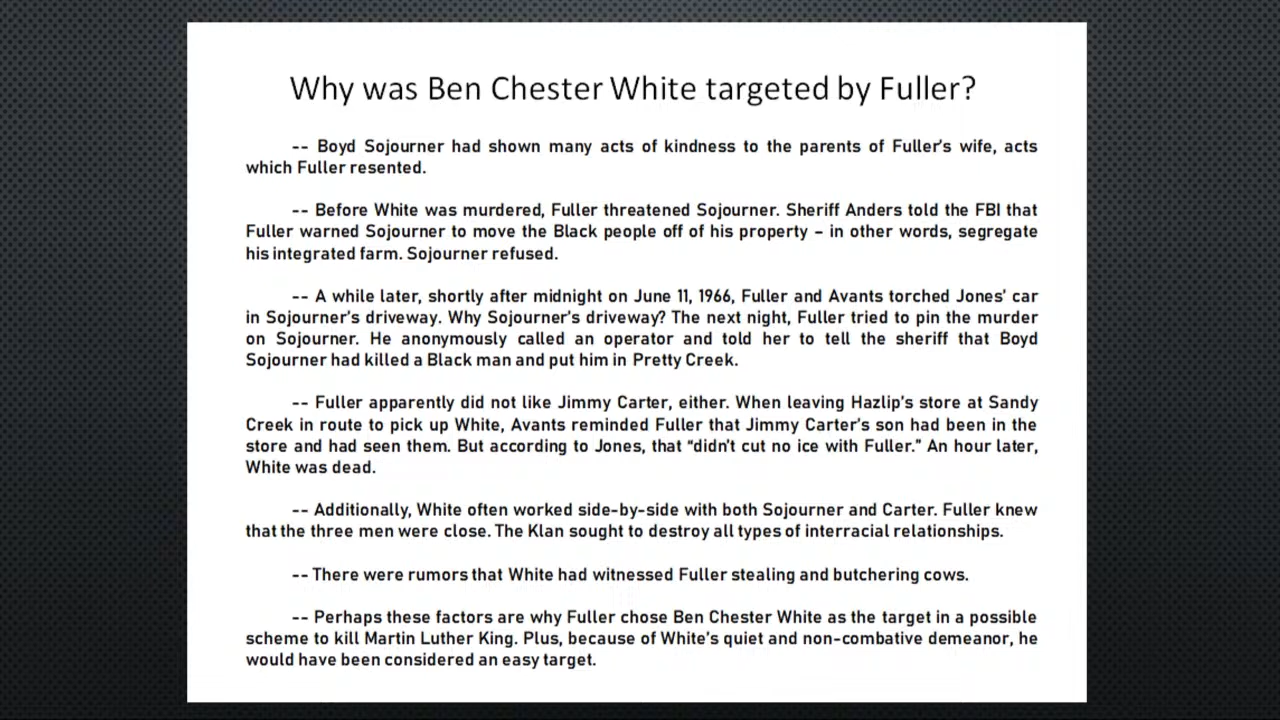 Why was Ben Chester White targeted by Fuller?
-- Boyd Sojourner had shown many acts of kindness to the parents of Fuller's wife, acts
which Fuller resented.
-- Before White was murdered, Fuller threatened Sojourner. Sheriff Anders told the FBI that
Fuller warned Sojourner to move the Black people off of his property – in other words, segregate
his integrated farm. Sojourner refused.
-- A while later, shortly after midnight on June 11, 1966, Fuller and Avants torched Jones' car
in Sojourner's driveway. Why Sojourner's driveway? The next night, Fuller tried to pin the murder
on Sojourner. He anonymously called an operator and told her to tell the sheriff that Boyd
Sojourner had killed a Black man and put him in Pretty Creek.
-- Fuller apparently did not like Jimmy Carter, either. When leaving Hazlip's store at Sandy
Creek in route to pick up White, Avants reminded Fuller that Jimmy Carter's son had been in the
store and had seen them. But according to Jones, that “didn't cut no ice with Fuller.” An hour later,
White was dead.
-- Additionally, White often worked side-by-side with both Sojourner and Carter. Fuller knew
that the three men were close. The Klan sought to destroy all types of interracial relationships.
-- There were rumors that White had witnessed Fuller stealing and butchering cows.
-- Perhaps these factors are why Fuller chose Ben Chester White as the target in a possible
scheme to kill Martin Luther King. Plus, because of White's quiet and non-combative demeanor, he
would have been considered an easy target.